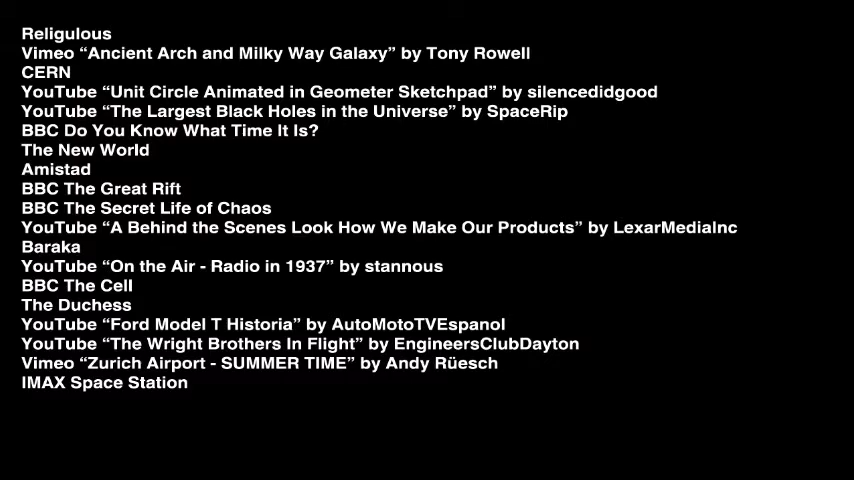 Religulous
Vimeo “Ancient Arch and Milky Way Galaxy” by Tony Rowell
CERN
YouTube “Unit Circle Animated in Geometer Sketchpad” by silencedidgood
YouTube “The Largest Black Holes in the Universe” by SpaceRip
BBC Do You Know What Time It Is?
The New World
Amistad
BBC The Great Rift
BBC The Secret Life of Chaos
YouTube “A Behind the Scenes Look How We Make Our Products” by LexarMediaInc
Baraka
YouTube “On the Air - Radio in 1937” by stannous
BBC The Cell
The Duchess
YouTube “Ford Model T Historia” by AutoMotoTVEspanol
YouTube “The Wright Brothers In Flight” by EngineersClubDayton
Vimeo “Zurich Airport - SUMMER TIME” by Andy Rüesch
IMAX Space Station